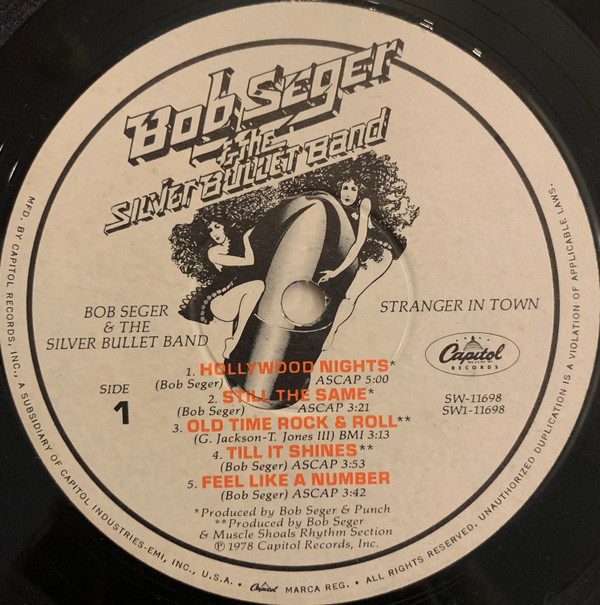 Bob Seger
& the
SILVER BULLET Band
BOB SEGER
& THE
SILVER BULLET BAND
STRANGER IN TOWN
Capitol
RECORDS
SIDE
1
SW-11698
SW1-11698
1. HOLLYWOOD NIGHTS*
(Bob Seger) ASCAP 5:00
2. STILL THE SAME*
(Bob Seger) ASCAP 3:21
3. OLD TIME ROCK & ROLL**
(G. Jackson-T. Jones III) BMI 3:13
4. TILL IT SHINES**
(Bob Seger) ASCAP 3:53
5. FEEL LIKE A NUMBER
(Bob Seger) ASCAP 3:42
*Produced by Bob Seger & Punch
**Produced by Bob Seger
& Muscle Shoals Rhythm Section
℗ 1978 Capitol Records, Inc.
MFD. BY CAPITOL RECORDS, INC., A SUBSIDIARY OF CAPITOL INDUSTRIES-EMI, INC., U.S.A. • Capitol MARCA REG. • ALL RIGHTS RESERVED. UNAUTHORIZED DUPLICATION IS A VIOLATION OF APPLICABLE LAWS.